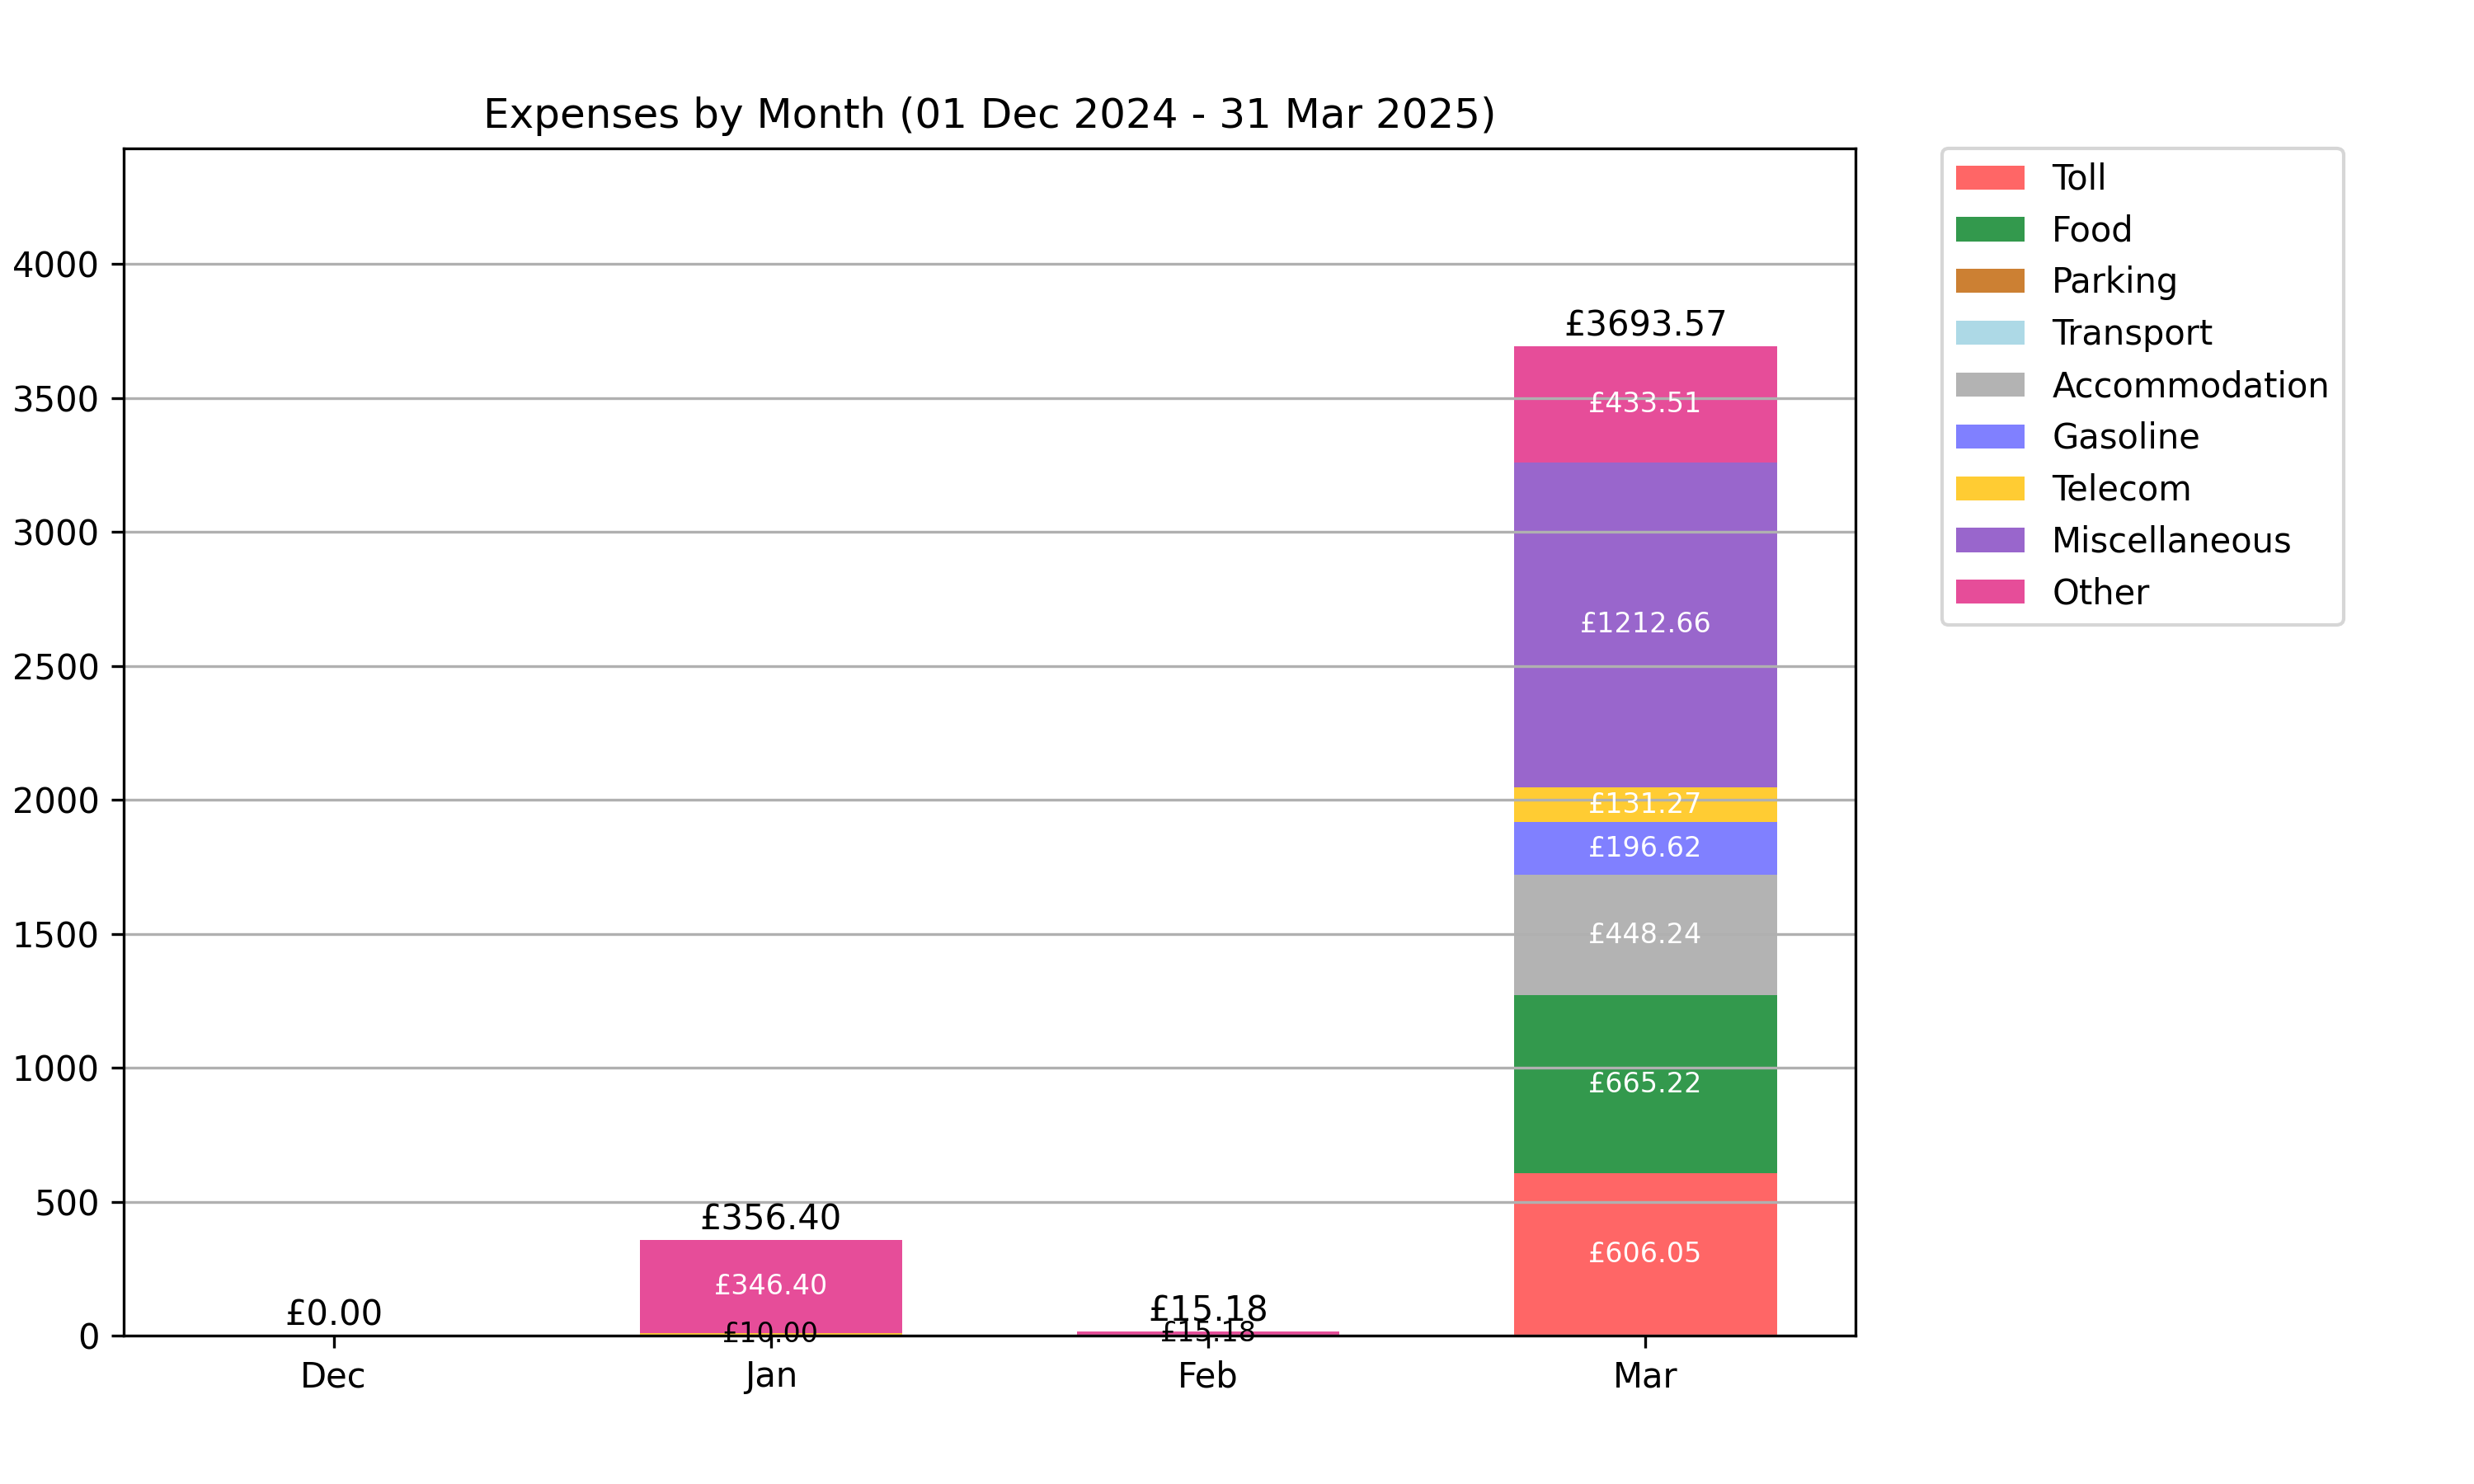 Expenses by Month (01 Dec 2024 - 31 Mar 2025)
4000
3500
3000
2500
2000
1500
1000
500
0
£0.00
£356.40
£346.40
£10.00
£15.18
£15.18
£3693.57
£433.51
£1212.66
£131.27
£196.62
£448.24
£665.22
£606.05
Dec
Jan
Feb
Mar
Toll
Food
Parking
Transport
Accommodation
Gasoline
Telecom
Miscellaneous
Other